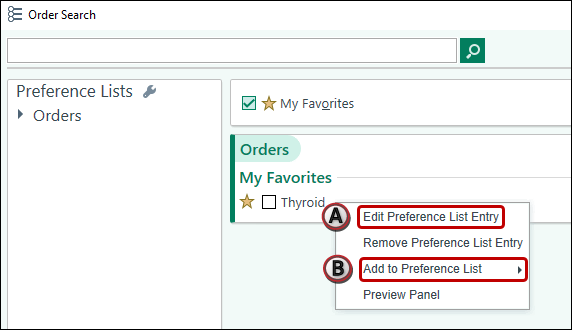 Order Search
Preference Lists
Orders
My Favorites
Orders
My Favorites
Thyroid
A
Edit Preference List Entry
Remove Preference List Entry
B
Add to Preference List
Preview Panel